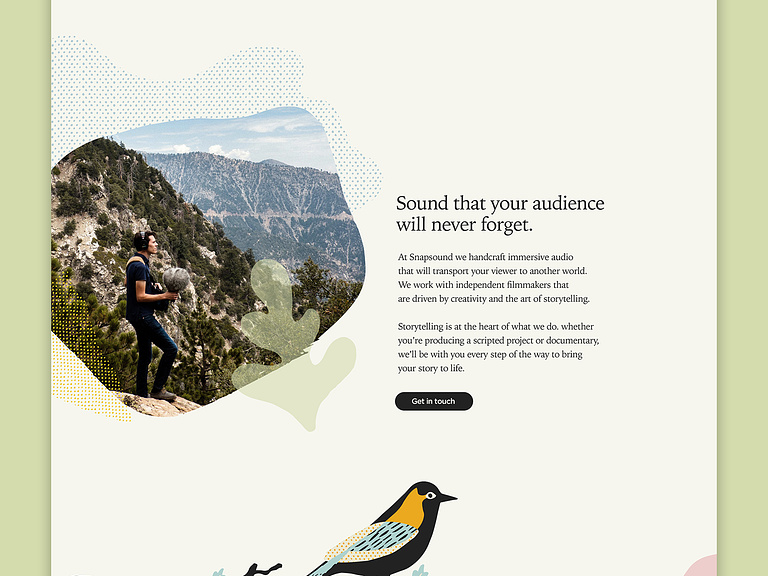 Sound that your audience
will never forget.
At Snapsound we handcraft immersive audio
that will transport your viewer to another world.
We work with independent filmmakers that
are driven by creativity and the art of storytelling.
Storytelling is at the heart of what we do. whether
you're producing a scripted project or documentary,
we'll be with you every step of the way to bring
your story to life.
Get in touch